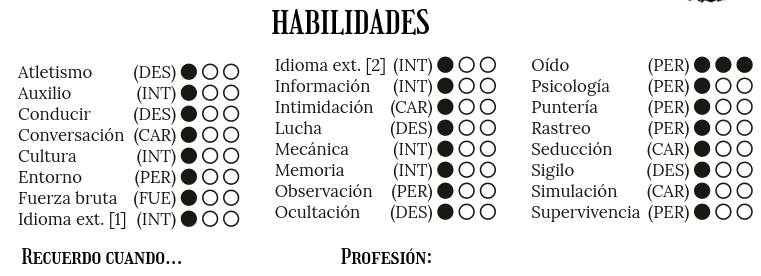 HABILIDADES
Atletismo (DES)
Auxilio (INT)
Conducir (DES)
Conversación (CAR)
Cultura (INT)
Entorno (PER)
Fuerza bruta (FUE)
Idioma ext. [1] (INT)
Idioma ext. [2] (INT)
Información (INT)
Intimidación (CAR)
Lucha (DES)
Mecánica (INT)
Memoria (INT)
Observación (PER)
Ocultación (DES)
Oído (PER)
Psicología (PER)
Puntería (PER)
Rastreo (PER)
Seducción (CAR)
Sigilo (DES)
Simulación (CAR)
Supervivencia (PER)
Recuerdo cuando...
Profesión: